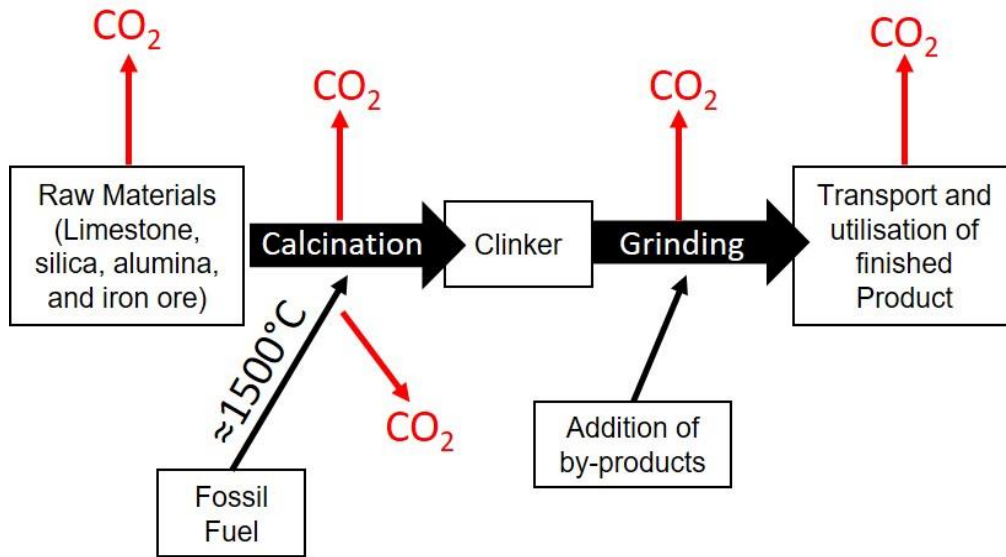 CO₂
CO₂
CO₂
CO₂
Raw Materials
(Limestone,
silica, alumina,
and iron ore)
Calcination
Clinker
Grinding
Transport and
utilisation of
finished
Product
≈1500°C
CO₂
Fossil
Fuel
Addition of
by-products